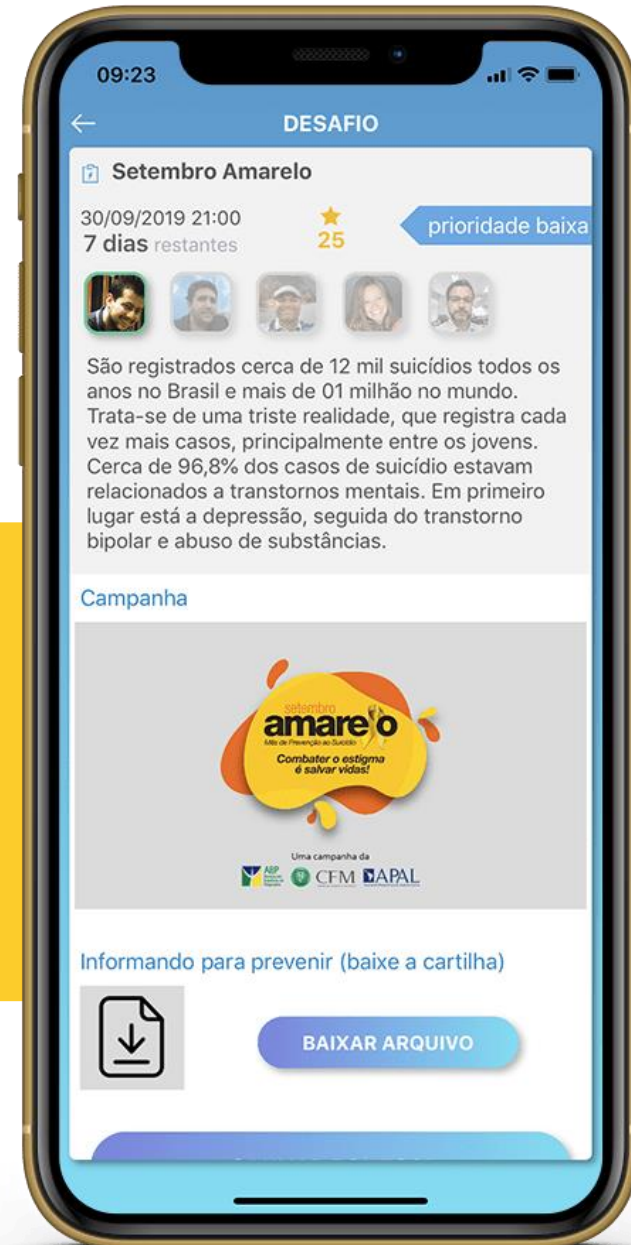 09:23
DESAFIO
Setembro Amarelo
30/09/2019 21:00
7 dias restantes
25
prioridade baixa
São registrados cerca de 12 mil suicídios todos os
anos no Brasil e mais de 01 milhão no mundo.
Trata-se de uma triste realidade, que registra cada
vez mais casos, principalmente entre os jovens.
Cerca de 96,8% dos casos de suicídio estavam
relacionados a transtornos mentais. Em primeiro
lugar está a depressão, seguida do transtorno
bipolar e abuso de substâncias.
Campanha
setembro
amarelo
Mês de Prevenção ao Suicídio
Combater o estigma
é salvar vidas!
Uma campanha da
ABP
CFM
APAL
Informando para prevenir (baixe a cartilha)
BAIXAR ARQUIVO